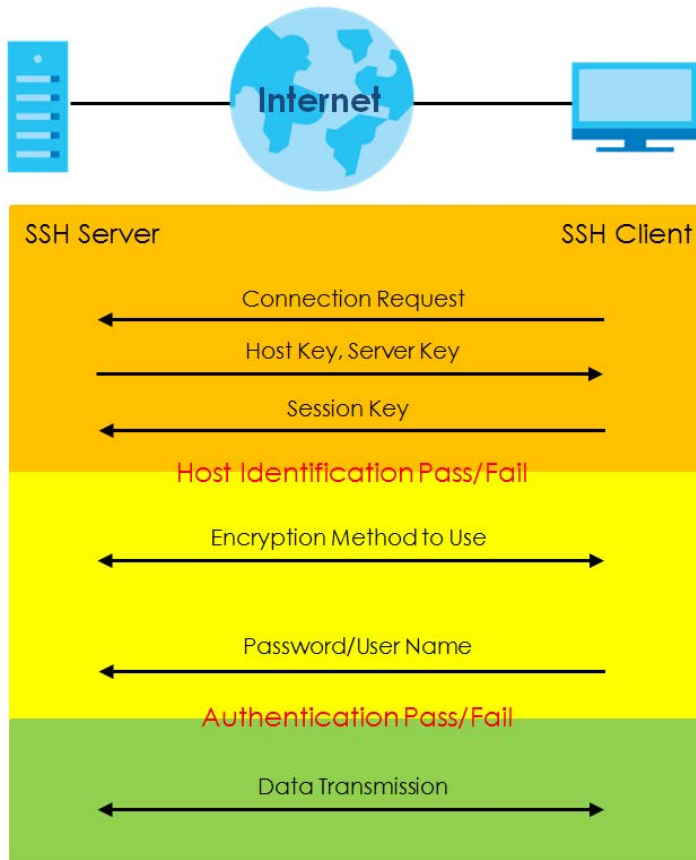 Internet
SSH Server
SSH Client
Connection Request
Host Key, Server Key
Session Key
Host Identification Pass/Fail
Encryption Method to Use
Password/User Name
Authentication Pass/Fail
Data Transmission